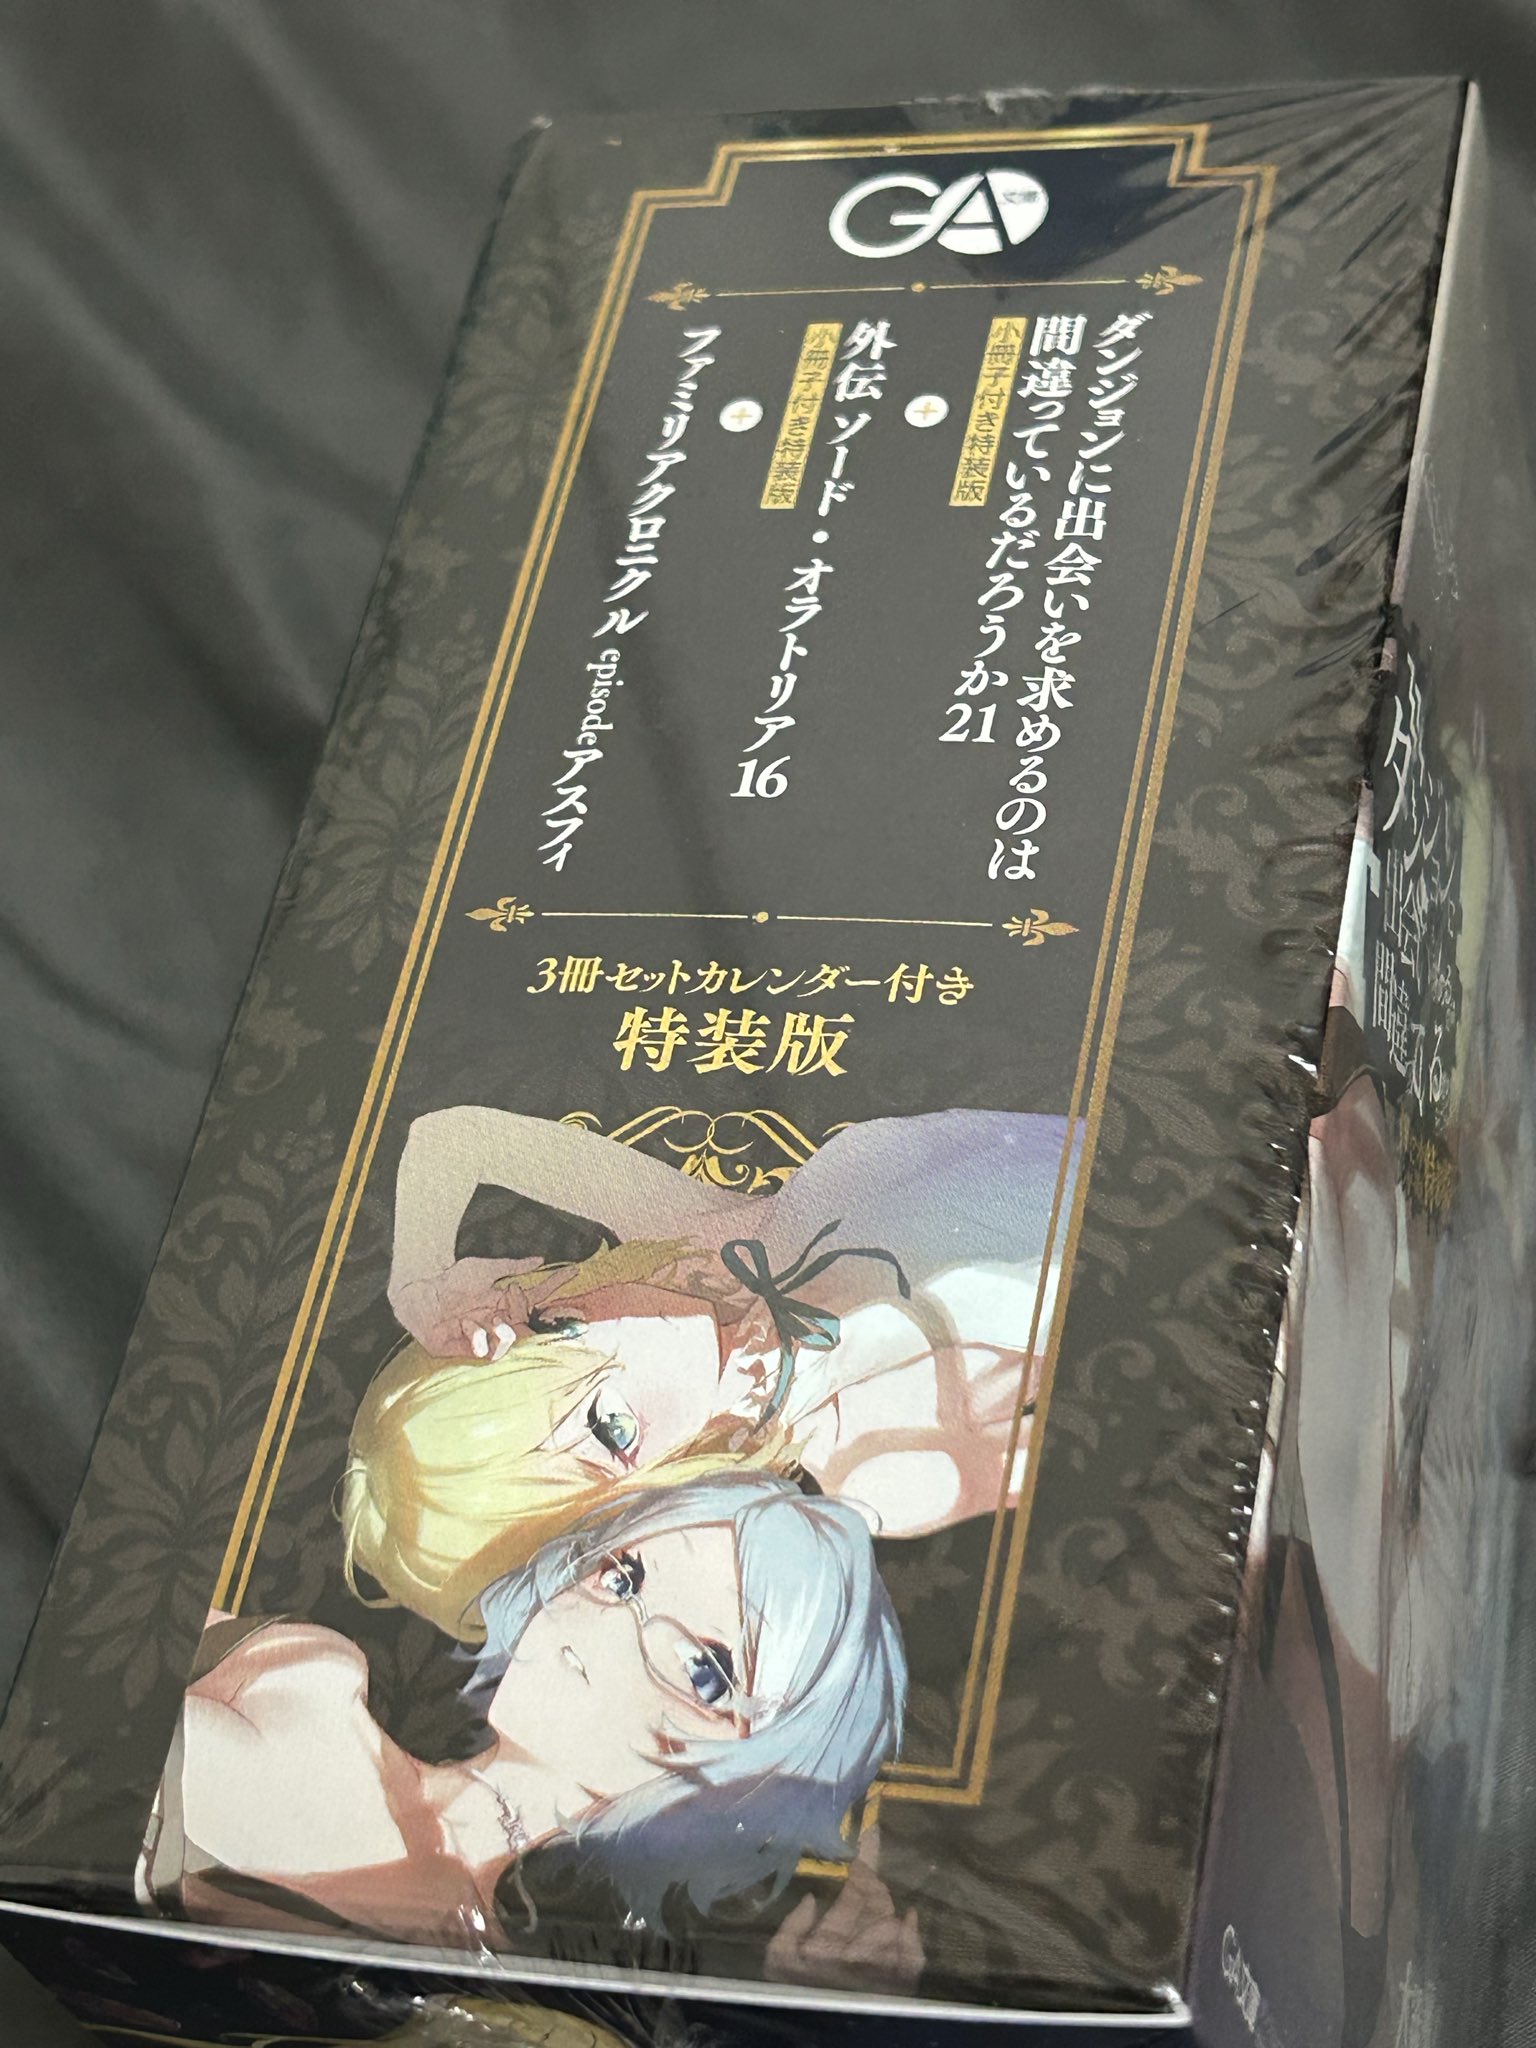 GA
文庫
ダンジョンに出会いを求めるのは
間違っているだろうか21
小冊子付き特装版
+
外伝 ソード・オラトリア16
小冊子付き特装版
+
ファミリアクロニクル episodeアスフィ
3冊セットカレンダー付き
特装版